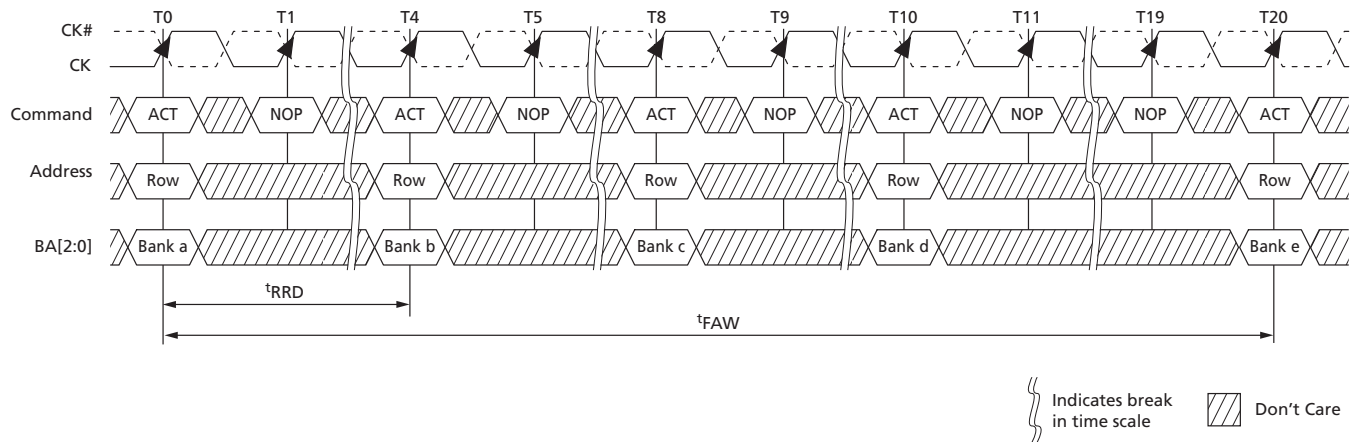 T0 T1 T4 T5 T8 T9 T10 T11 T19 T20
CK#
CK
Command ACT NOP ACT NOP ACT NOP ACT NOP NOP ACT
Address Row Row Row Row Row
BA[2:0] Bank a Bank b Bank c Bank d Bank e
tRRD
tFAW
Indicates break
in time scale
Don't Care